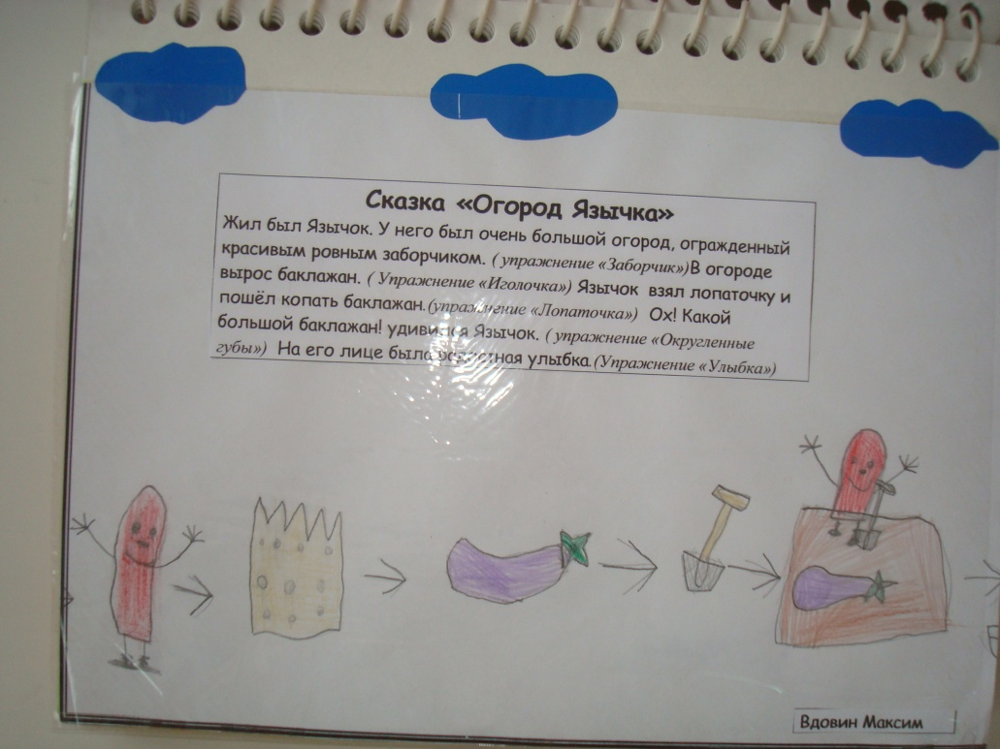 Сказка «Огород Язычка»
Жил был Язычок. У него был очень большой огород, огражденный
красивым ровным заборчиком. ( упражнение «Заборчик»)В огороде
вырос баклажан. ( Упражнение «Иголочка») Язычок взял лопаточку и
пошёл копать баклажан.(упражнение «Лопаточка») Ох! Какой
большой баклажан! удивился Язычок. ( упражнение «Округленные
губы») На его лице была радостная улыбка.(Упражнение «Улыбка»)
Вдовин Максим